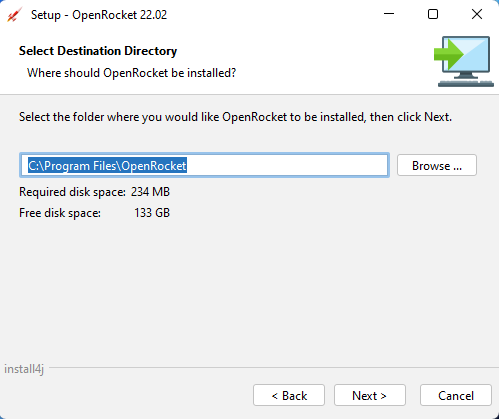 Setup - OpenRocket 22.02
Select Destination Directory
Where should OpenRocket be installed?
Select the folder where you would like OpenRocket to be installed, then click Next.
C:\Program Files\OpenRocket
Browse ...
Required disk space: 234 MB
Free disk space: 133 GB
install4j
< Back
Next >
Cancel